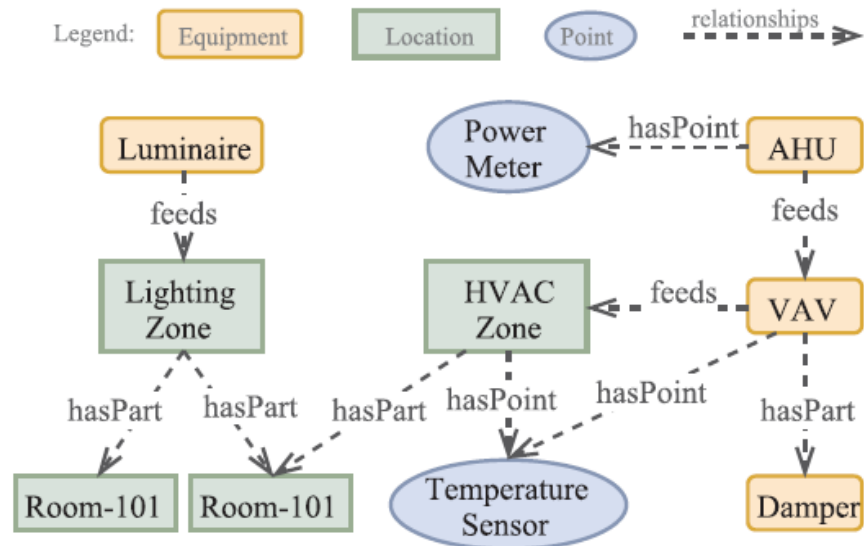 Legend:
Equipment
Location
Point
relationships
Luminaire
Power
Meter
hasPoint
AHU
feeds
feeds
Lighting
Zone
HVAC
Zone
feeds
VAV
hasPart
hasPart
hasPart
hasPoint
hasPoint
hasPart
Room-101
Room-101
Temperature
Sensor
Damper